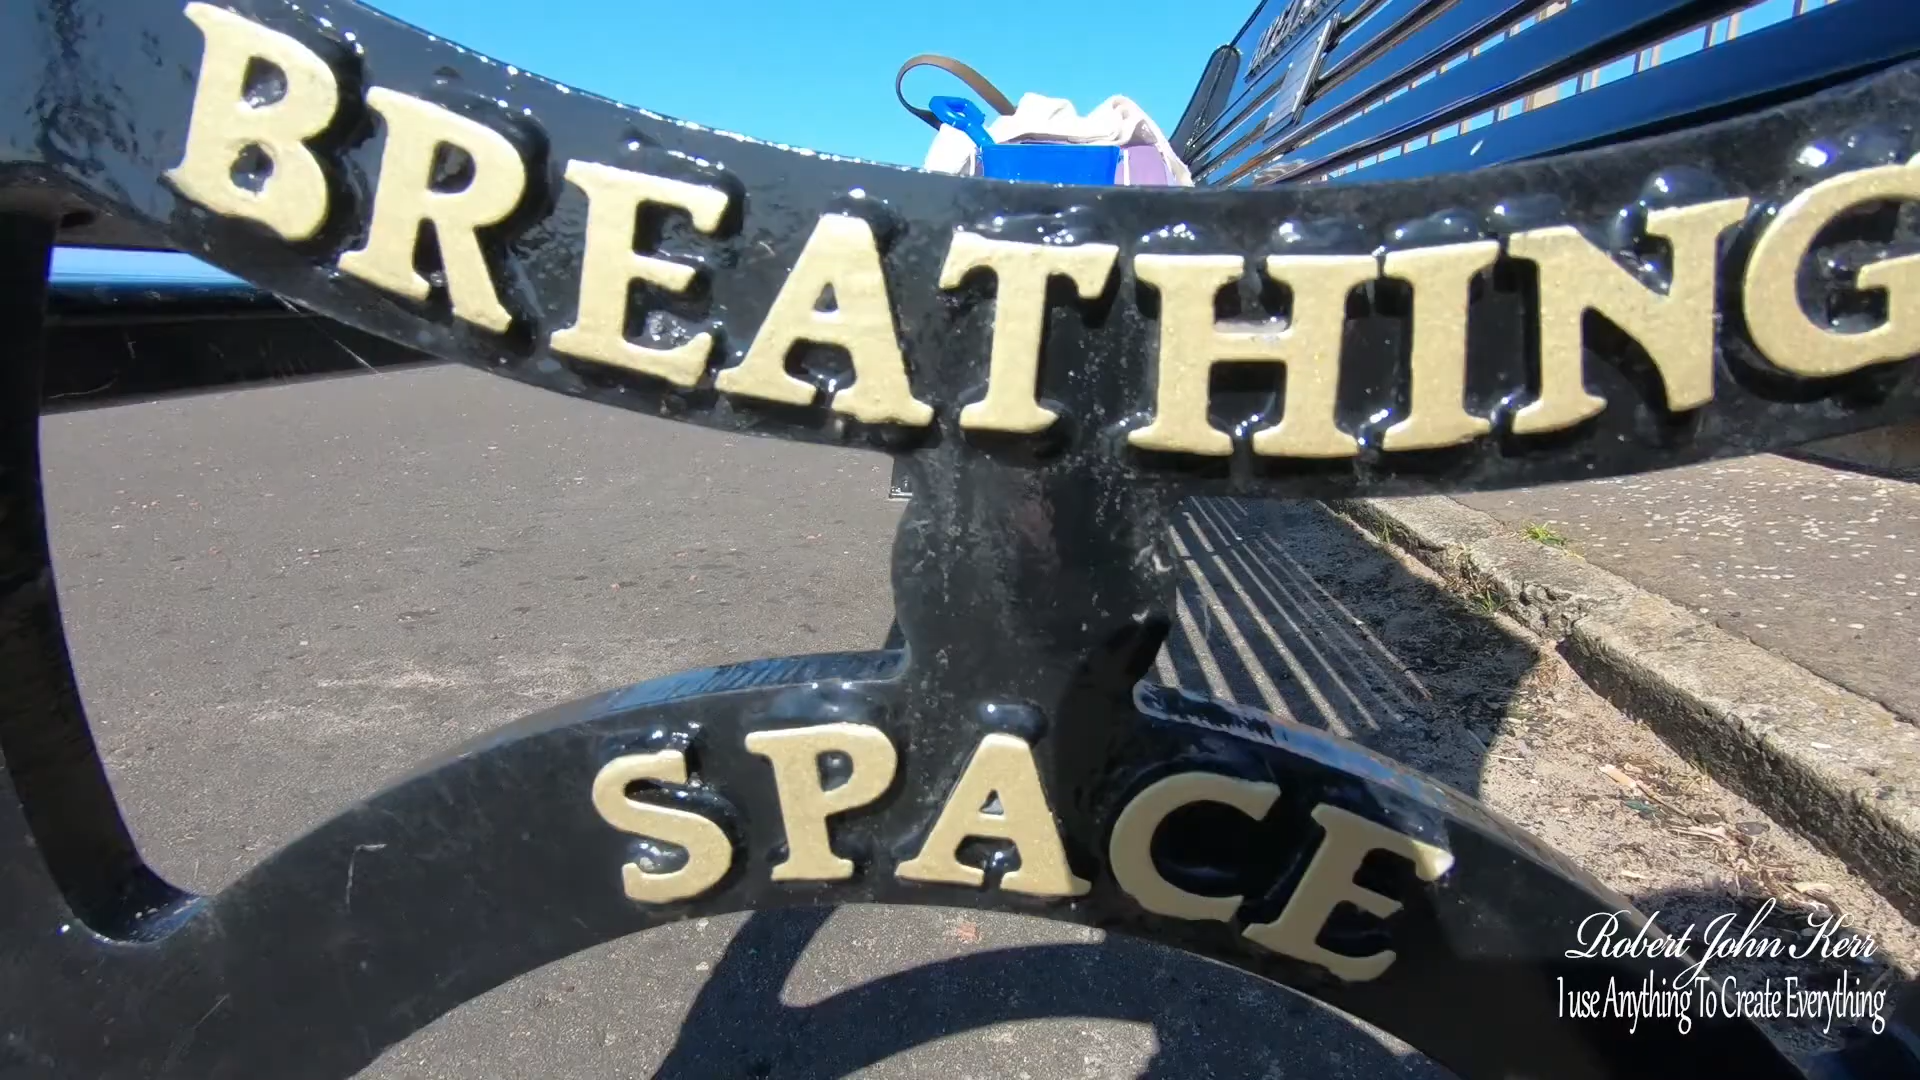 BREATHING
SPACE
Robert John Kerr
I use Anything To Create Everything